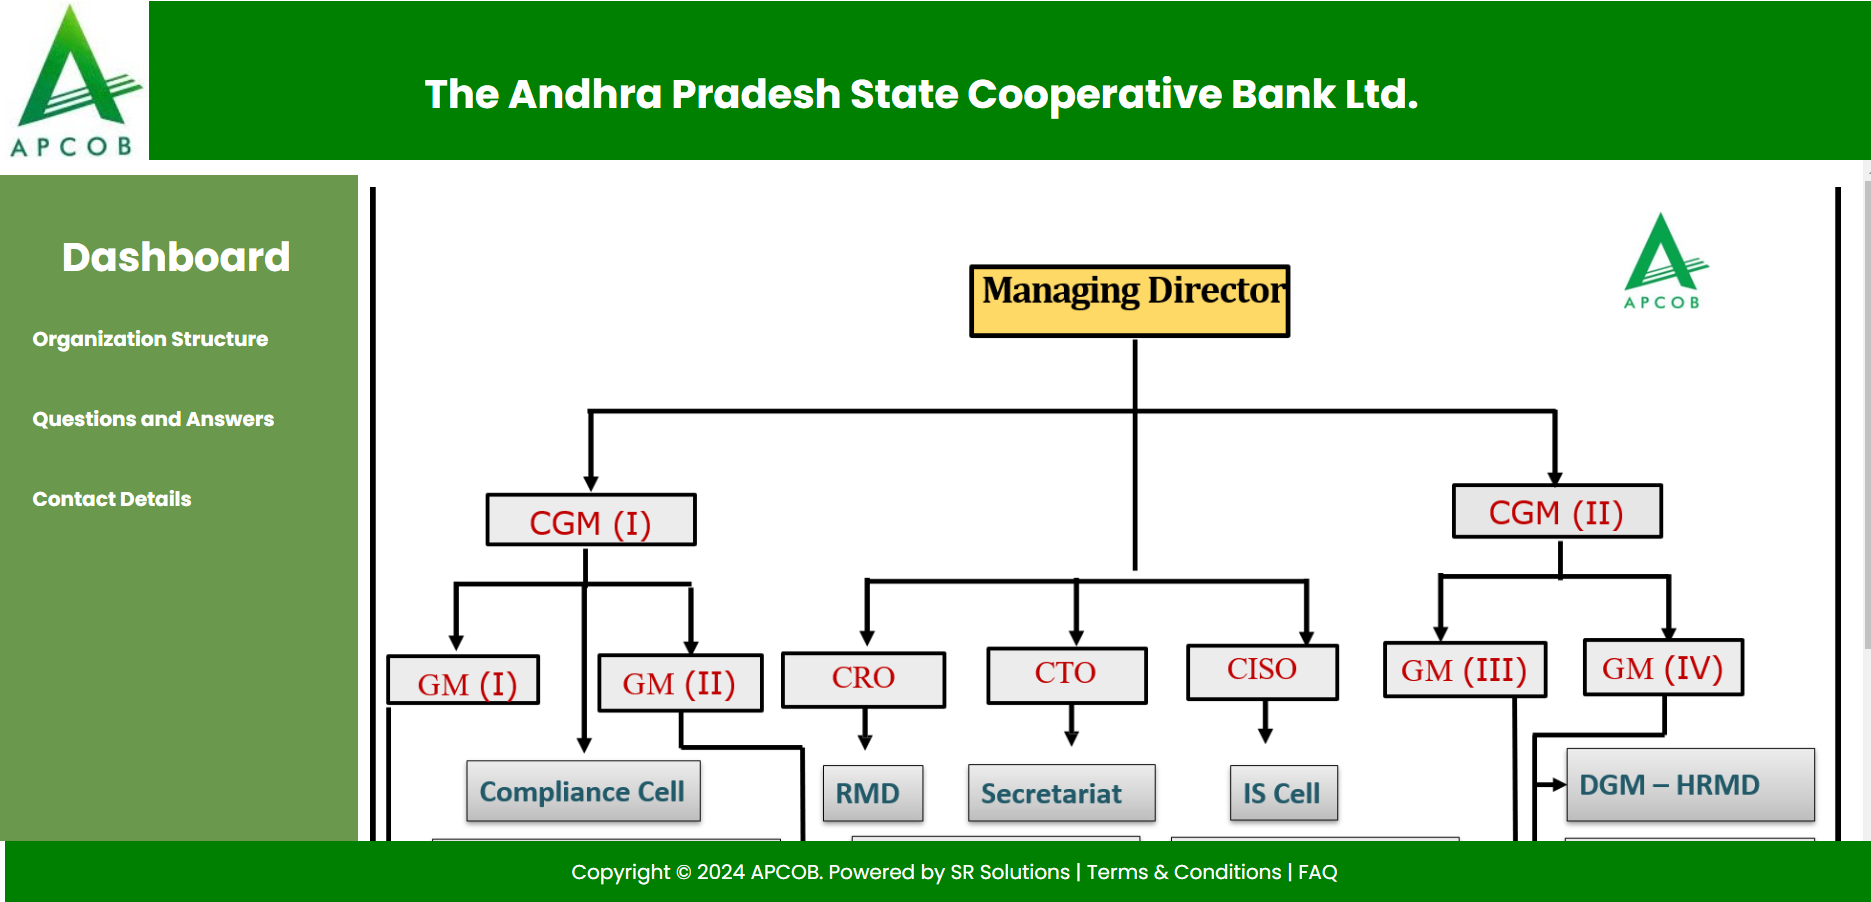 APCOB
The Andhra Pradesh State Cooperative Bank Ltd.
Dashboard
Organization Structure
Questions and Answers
Contact Details
APCOB
Managing Director
CGM (I)
CGM (II)
GM (I)
GM (II)
CRO
CTO
CISO
GM (III)
GM (IV)
Compliance Cell
RMD
Secretariat
IS Cell
DGM – HRMD
Copyright © 2024 APCOB. Powered by SR Solutions | Terms & Conditions | FAQ